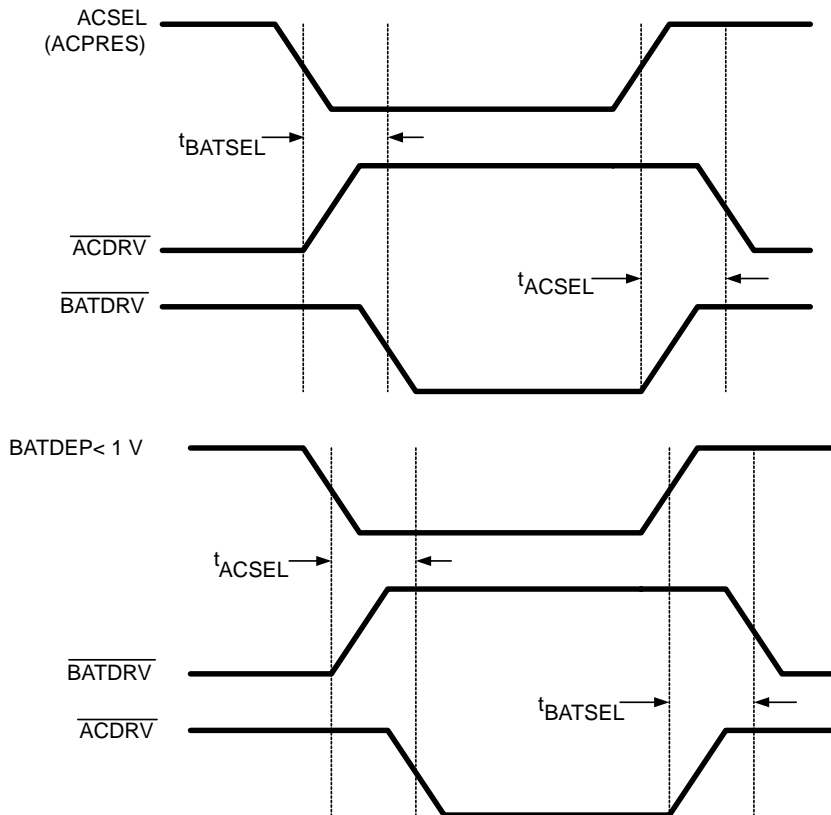 ACSEL
(ACPRES)
tBATSEL
ACDRV
tACSEL
BATDRV
BATDEP< 1 V
tACSEL
BATDRV
tBATSEL
ACDRV